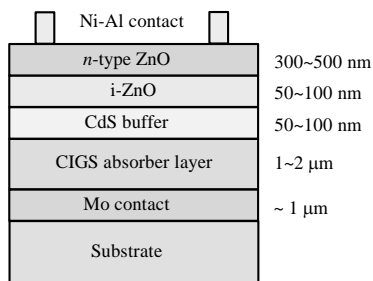 Ni-Al contact
n-type ZnO 300~500 nm
i-ZnO 50~100 nm
CdS buffer 50~100 nm
CIGS absorber layer 1~2 μm
Mo contact ~ 1 μm
Substrate